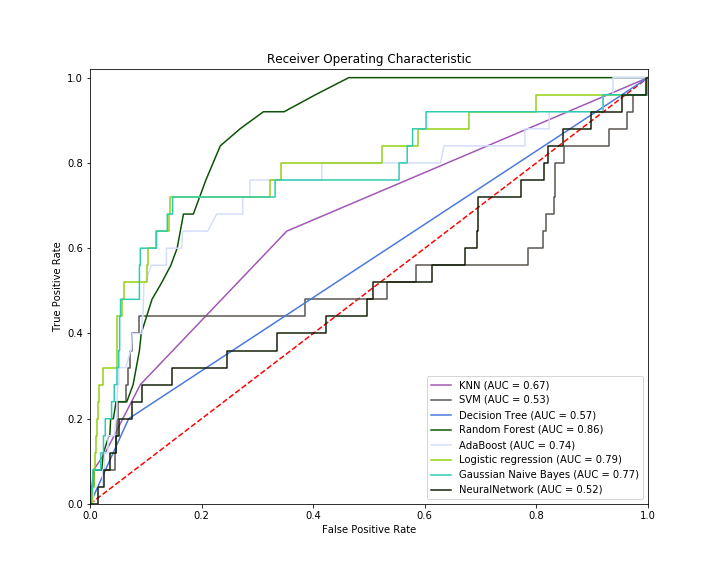 Receiver Operating Characteristic
True Positive Rate
1.0
0.8
0.6
0.4
0.2
0.0
KNN (AUC = 0.67)
SVM (AUC = 0.53)
Decision Tree (AUC = 0.57)
Random Forest (AUC = 0.86)
AdaBoost (AUC = 0.74)
Logistic regression (AUC = 0.79)
Gaussian Naive Bayes (AUC = 0.77)
NeuralNetwork (AUC = 0.52)
0.0 0.2 0.4 0.6 0.8 1.0
False Positive Rate